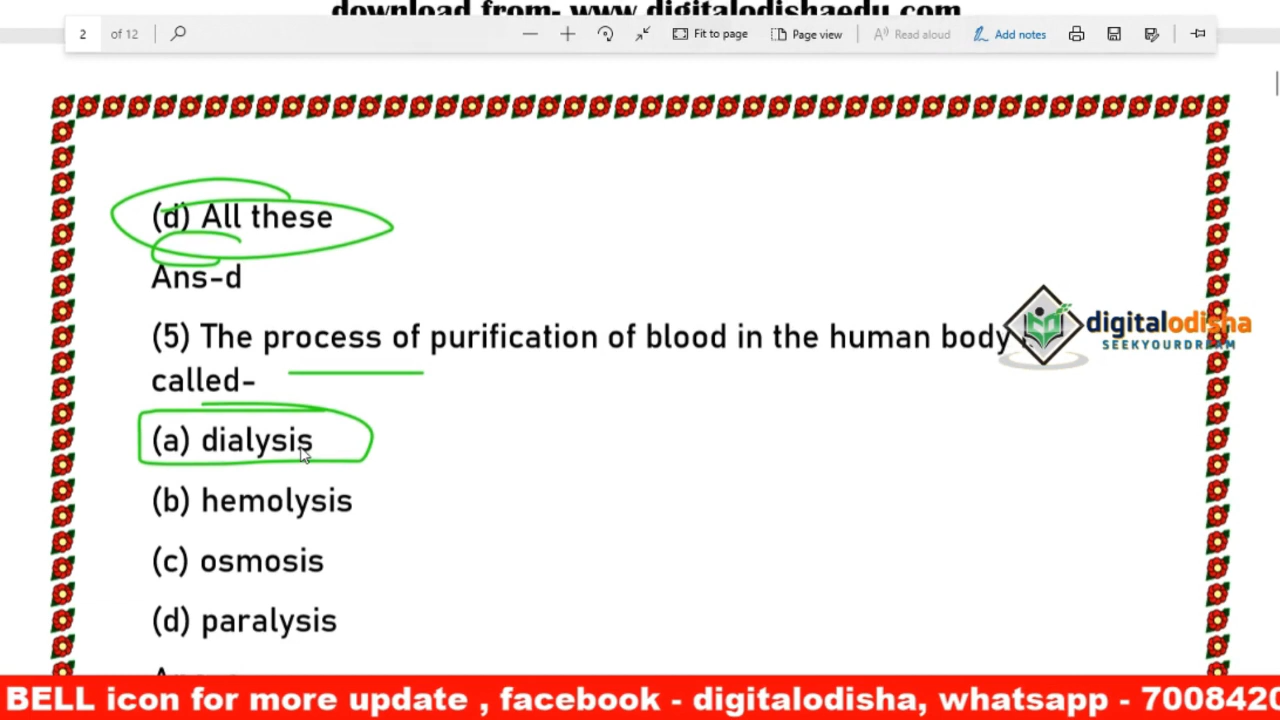 download from- www.digitalodishaedu.com
2 of 12 Fit to page Page view Read aloud Add notes
(d) All these
Ans-d
(5) The process of purification of blood in the human body
called-
(a) dialysis
(b) hemolysis
(c) osmosis
(d) paralysis
digitalodisha
SEEKYOURDREAM
BELL icon for more update , facebook - digitalodisha, whatsapp - 7008420